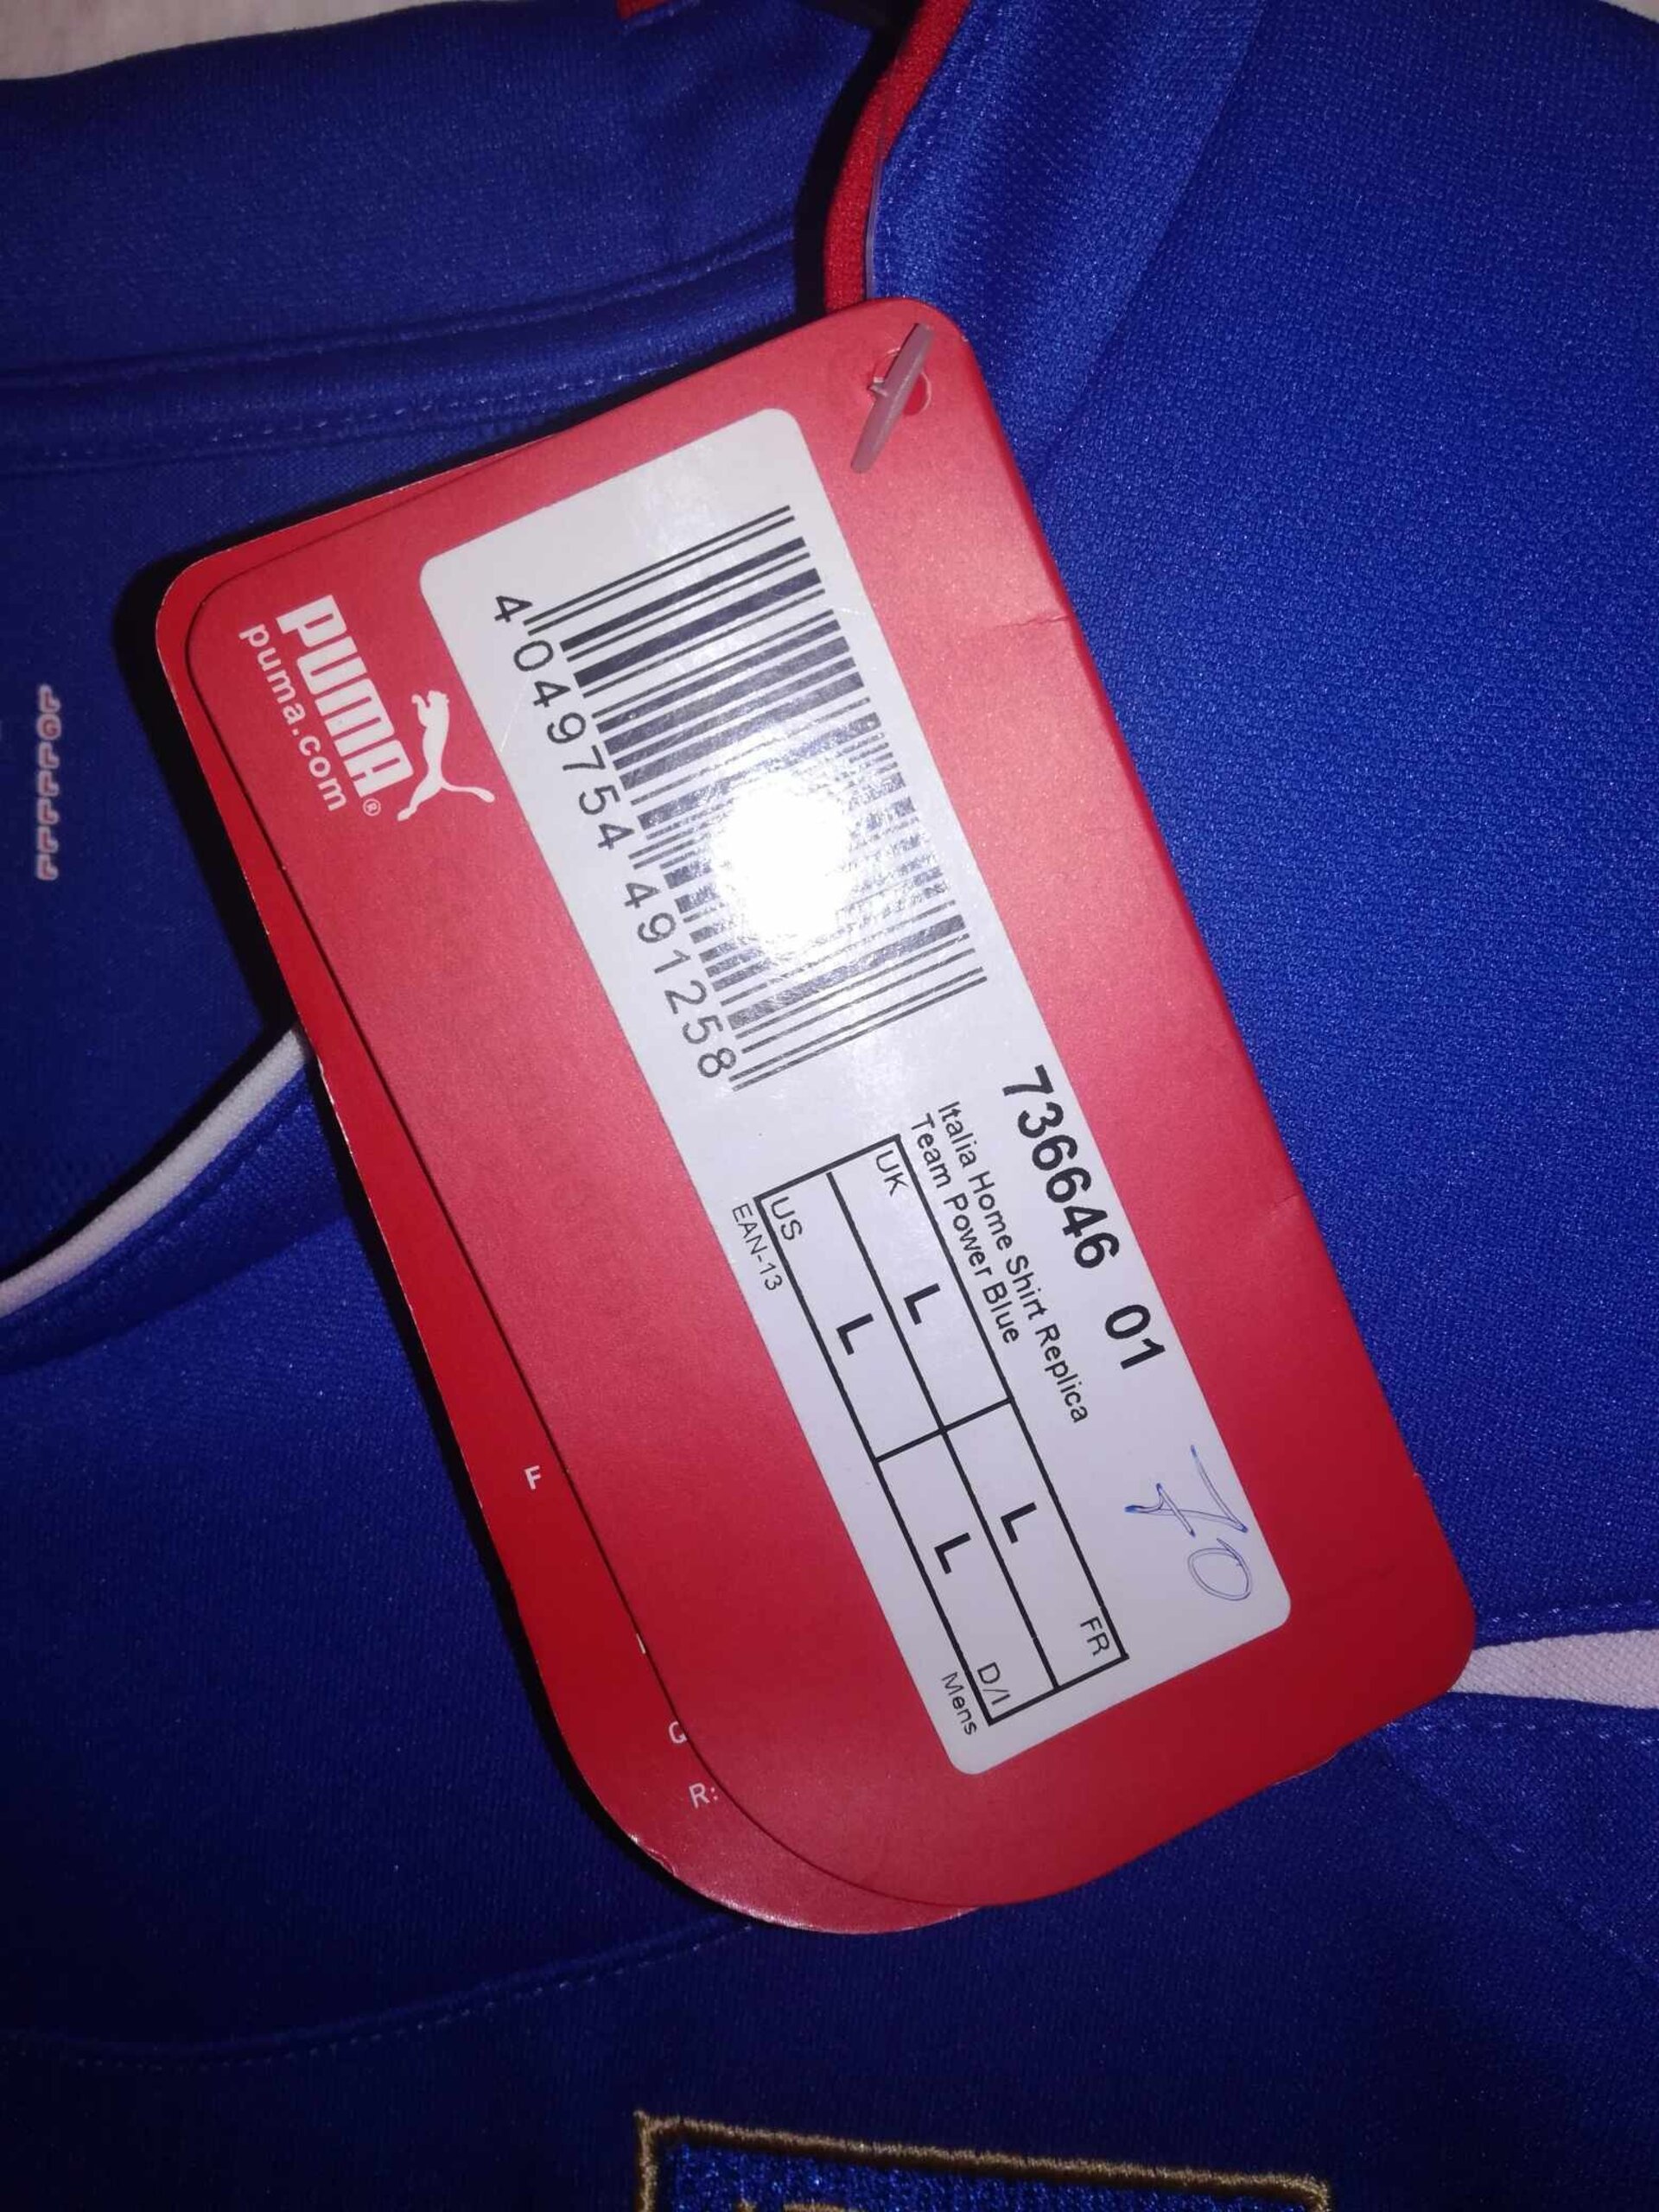 736646 01
70
Italia Home Shirt Replica
Team Power Blue
UK L L FR
US L L D/I
EAN-13 Mens
4 049754 491258
PUMA®
puma.com
F
G
R: